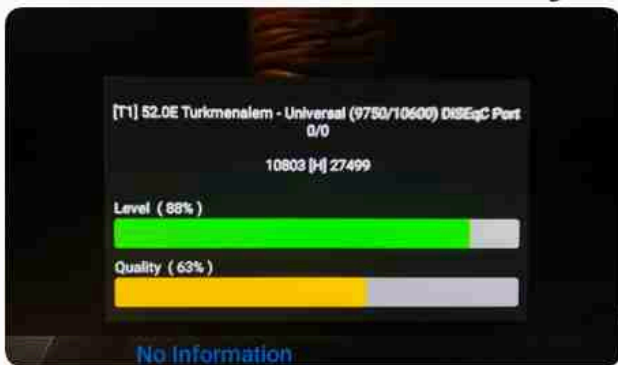 [T1] 52.0E Turkmenalem - Universal (9750/10600) DiSEqC Port
0/0
10803 [H] 27499
Level ( 88% )
Quality ( 63% )
No Information